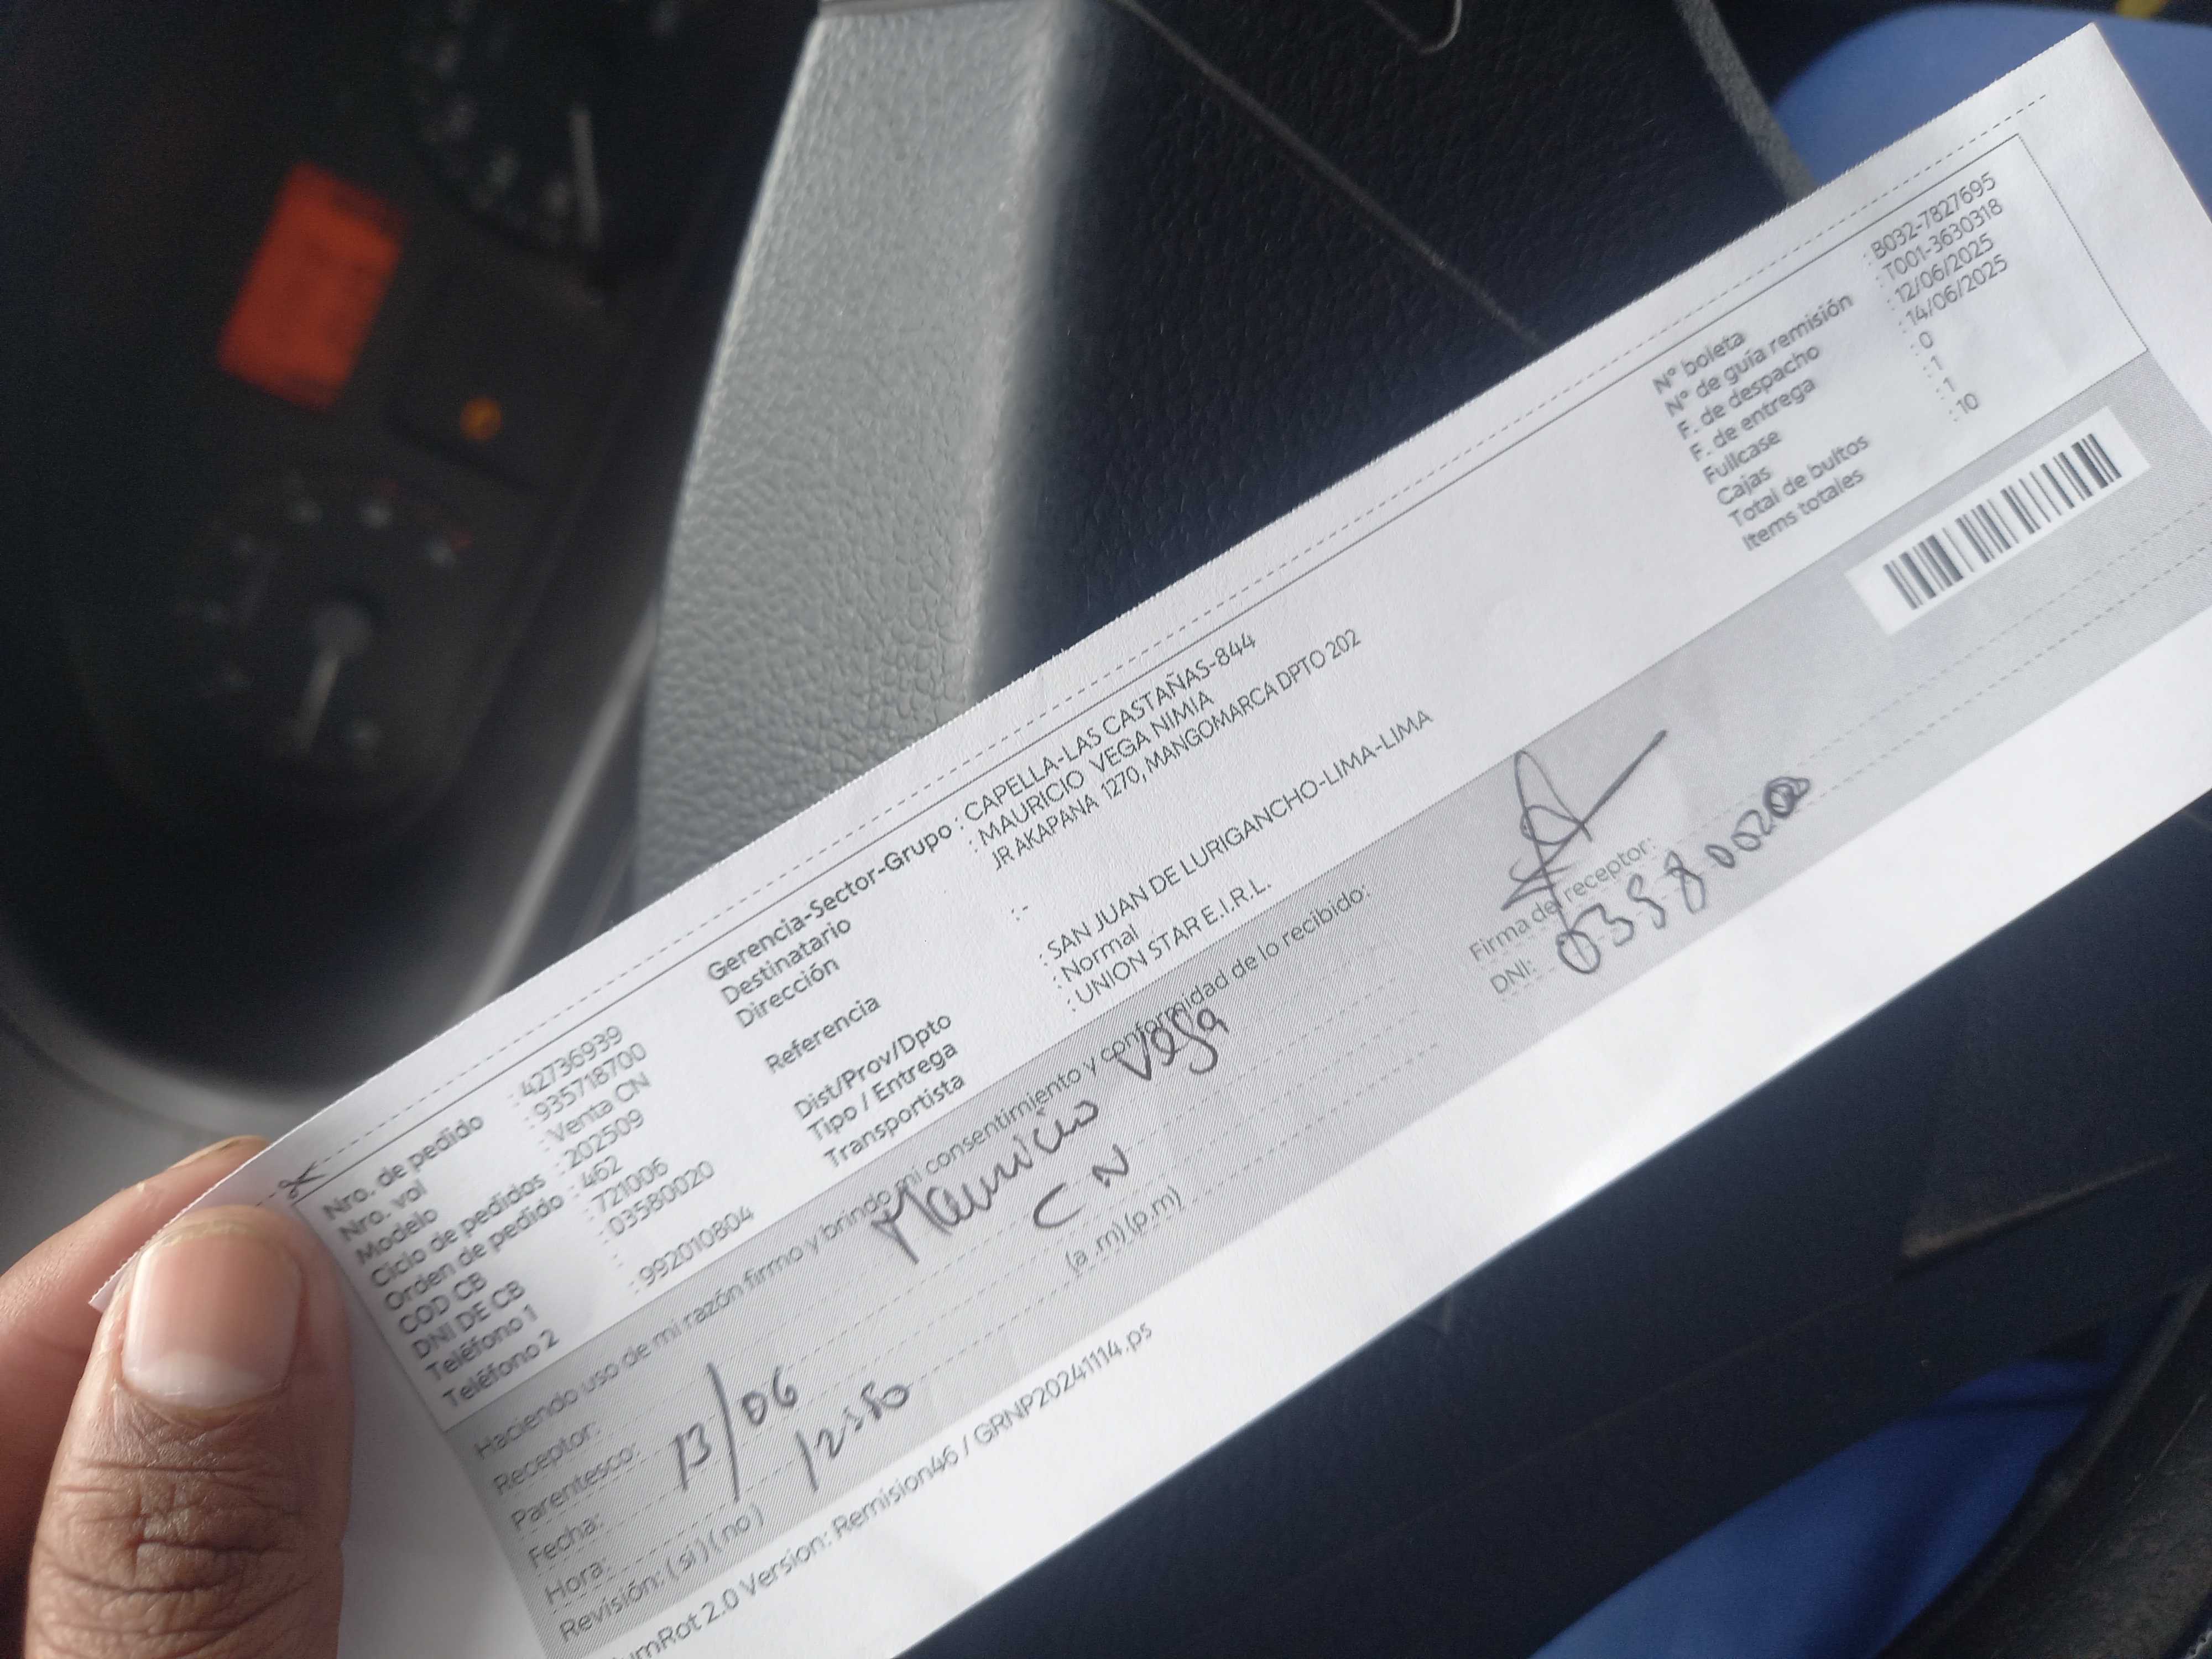 Nro. de pedido : 42736939
Nro. vol : 935718700
Modelo : Venta CN
Ciclo de pedidos : 202509
Orden de pedido : 462
COD CB : 721006
DNI DE CB : 03580020
Teléfono 1 :
Teléfono 2 : 992010804
Gerencia-Sector-Grupo : CAPELLA-LAS CASTAÑAS-844
Destinatario : MAURICIO VEGA NIMIA
Dirección JR AKAPANA 1270, MANGOMARCA DPTO 202
Referencia :-
Dist/Prov/Dpto : SAN JUAN DE LURIGANCHO-LIMA-LIMA
Tipo / Entrega : Normal
Transportista : UNION STAR E.I.R.L.
N° boleta : B032-7827695
N° de guía remisión : T001-3630318
F. de despacho : 12/06/2025
F. de entrega : 14/06/2025
Fullcase : 0
Cajas : 1
Total de bultos : 1
Items totales : 10
Haciendo uso de mi razón firmo y brindo mi consentimiento y conformidad de lo recibido:
Receptor: Mauricio Vega
Parentesco: CN
Fecha: 13/06
Hora: 12:50 (a .m) (p.m)
Revisión: ( si ) ( no )
Firma del receptor:
DNI:
umRot 2.0 Version: Remision46 / GRNP20241114.ps